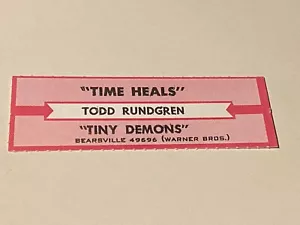 "TIME HEALS"
TODD RUNDGREN
"TINY DEMONS"
BEARSVILLE 49696 (WARNER BROS.)